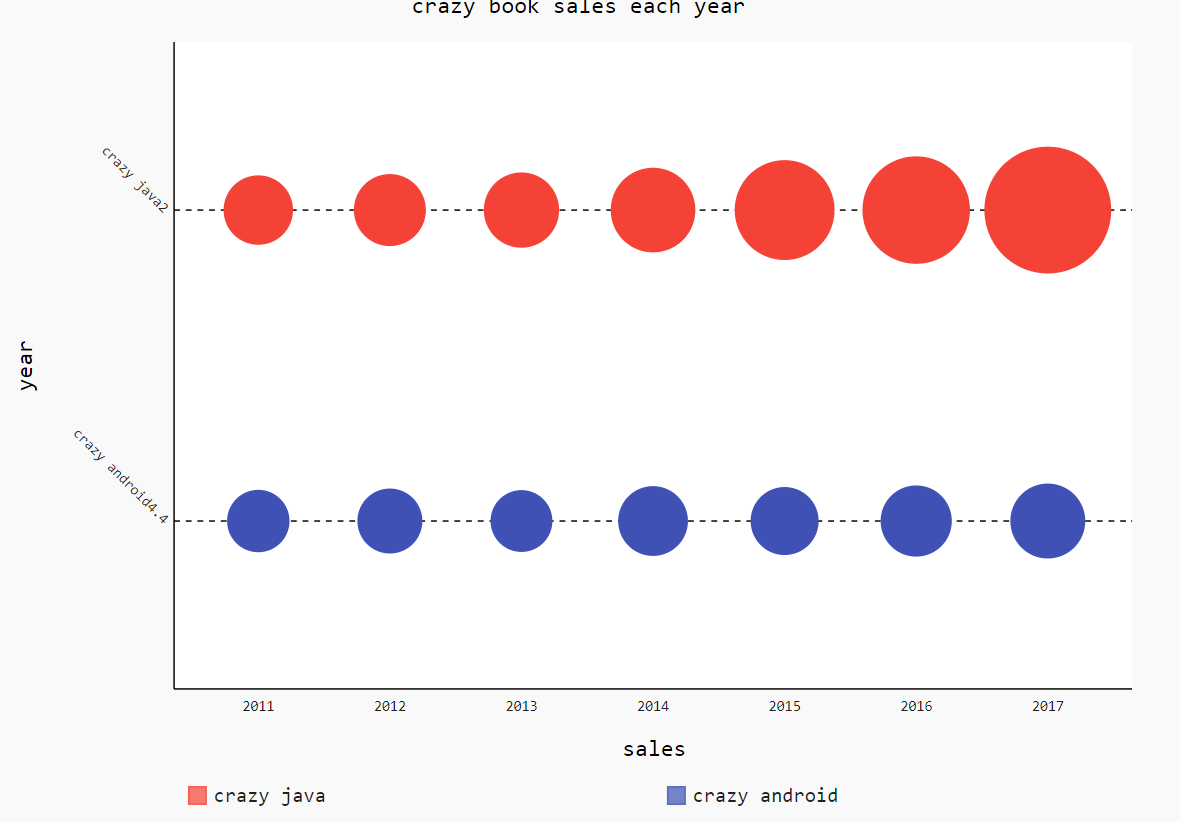 crazy book sales each year
crazy java2
year
crazy android4.4
2011 2012 2013 2014 2015 2016 2017
sales
crazy java crazy android